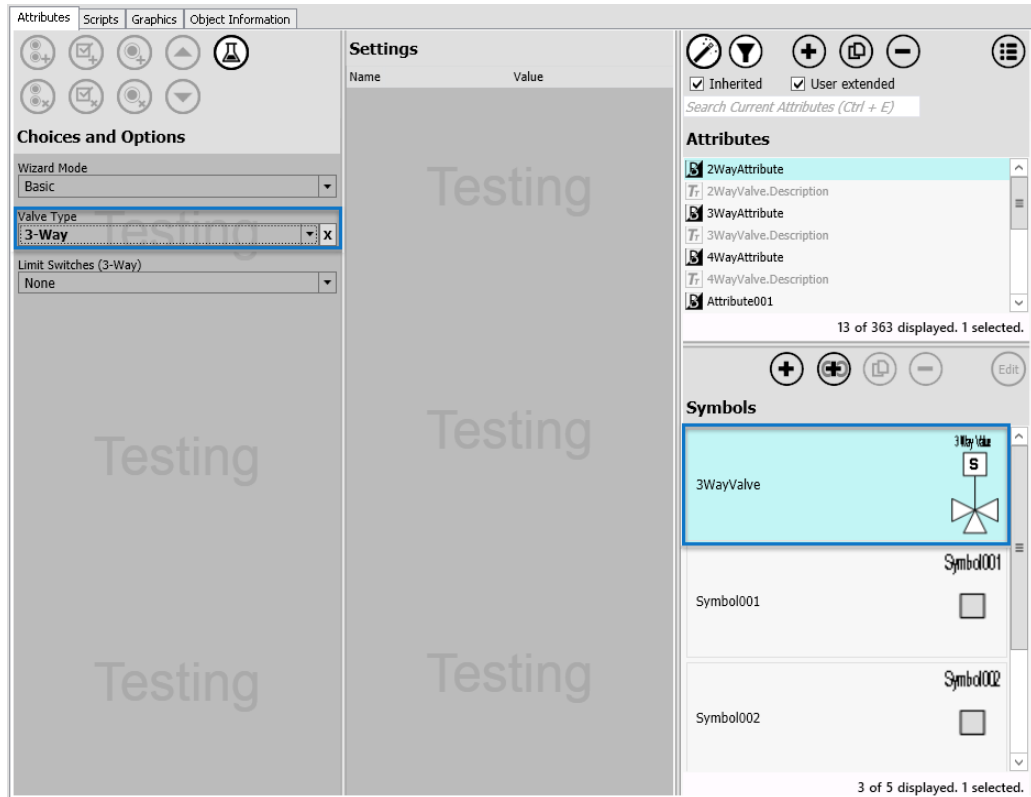 Attributes Scripts Graphics Object Information
Choices and Options
Wizard Mode
Basic
Valve Type
3-Way
x
Limit Switches (3-Way)
None
Testing
Testing
Testing
Settings
Name Value
Testing
Testing
Testing
Inherited User extended
Search Current Attributes (Ctrl + E)
Attributes
2WayAttribute
2WayValve.Description
3WayAttribute
3WayValve.Description
4WayAttribute
4WayValve.Description
Attribute001
13 of 363 displayed. 1 selected.
Edit
Symbols
3WayValve
3 Way Valve
S
Symbol001
Symbol001
Symbol002
Symbol002
3 of 5 displayed. 1 selected.